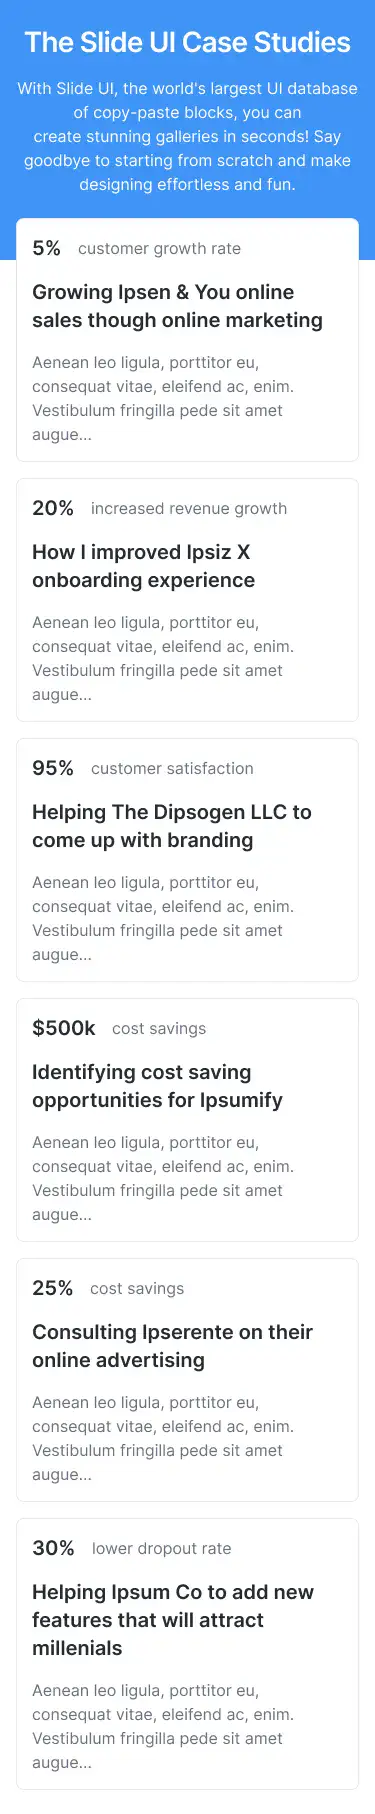 The Slide UI Case Studies
With Slide UI, the world's largest UI database
of copy-paste blocks, you can
create stunning galleries in seconds! Say
goodbye to starting from scratch and make
designing effortless and fun.
5% customer growth rate
Growing Ipsen & You online
sales though online marketing
Aenean leo ligula, porttitor eu,
consequat vitae, eleifend ac, enim.
Vestibulum fringilla pede sit amet
augue...
20% increased revenue growth
How I improved Ipsiz X
onboarding experience
Aenean leo ligula, porttitor eu,
consequat vitae, eleifend ac, enim.
Vestibulum fringilla pede sit amet
augue...
95% customer satisfaction
Helping The Dipsogen LLC to
come up with branding
Aenean leo ligula, porttitor eu,
consequat vitae, eleifend ac, enim.
Vestibulum fringilla pede sit amet
augue...
$500k cost savings
Identifying cost saving
opportunities for Ipsumify
Aenean leo ligula, porttitor eu,
consequat vitae, eleifend ac, enim.
Vestibulum fringilla pede sit amet
augue...
25% cost savings
Consulting Ipserente on their
online advertising
Aenean leo ligula, porttitor eu,
consequat vitae, eleifend ac, enim.
Vestibulum fringilla pede sit amet
augue...
30% lower dropout rate
Helping Ipsum Co to add new
features that will attract
millenials
Aenean leo ligula, porttitor eu,
consequat vitae, eleifend ac, enim.
Vestibulum fringilla pede sit amet
augue...